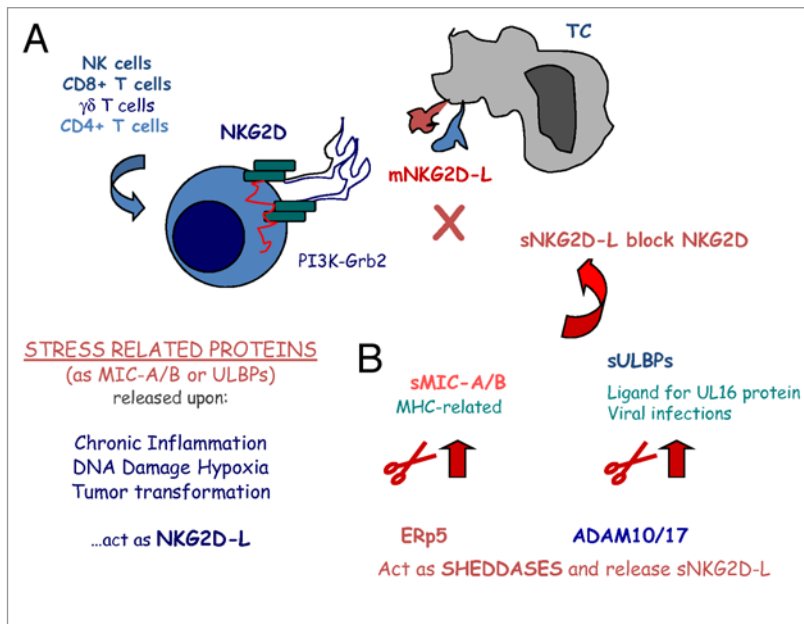 A
NK cells
CD8+ T cells
γδ T cells
CD4+ T cells
NKG2D
PI3K-Grb2
TC
mNKG2D-L
X
sNKG2D-L block NKG2D
STRESS RELATED PROTEINS
(as MIC-A/B or ULBPs)
released upon:
Chronic Inflammation
DNA Damage Hypoxia
Tumor transformation
...act as NKG2D-L
B
sMIC-A/B
MHC-related
sULBPs
Ligand for UL16 protein
Viral infections
ERp5
ADAM10/17
Act as SHEDDASES and release sNKG2D-L